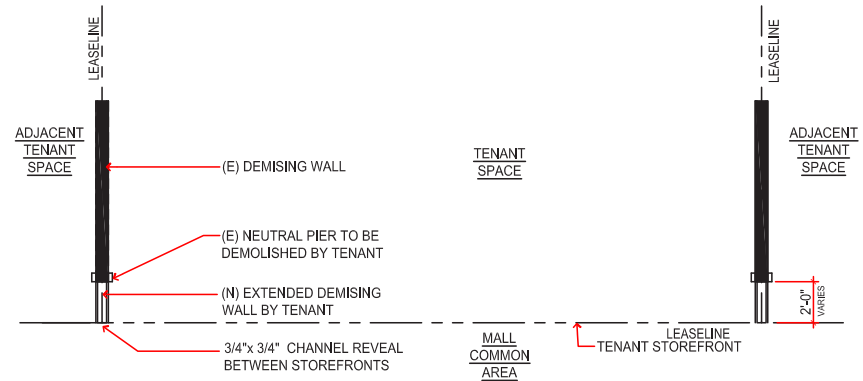 LEASELINE
LEASELINE
ADJACENT
TENANT
SPACE
(E) DEMISING WALL
TENANT
SPACE
ADJACENT
TENANT
SPACE
(E) NEUTRAL PIER TO BE
DEMOLISHED BY TENANT
(N) EXTENDED DEMISING
WALL BY TENANT
2'-0"
VARIES
3/4"x 3/4" CHANNEL REVEAL
BETWEEN STOREFRONTS
MALL
COMMON
AREA
LEASELINE
TENANT STOREFRONT